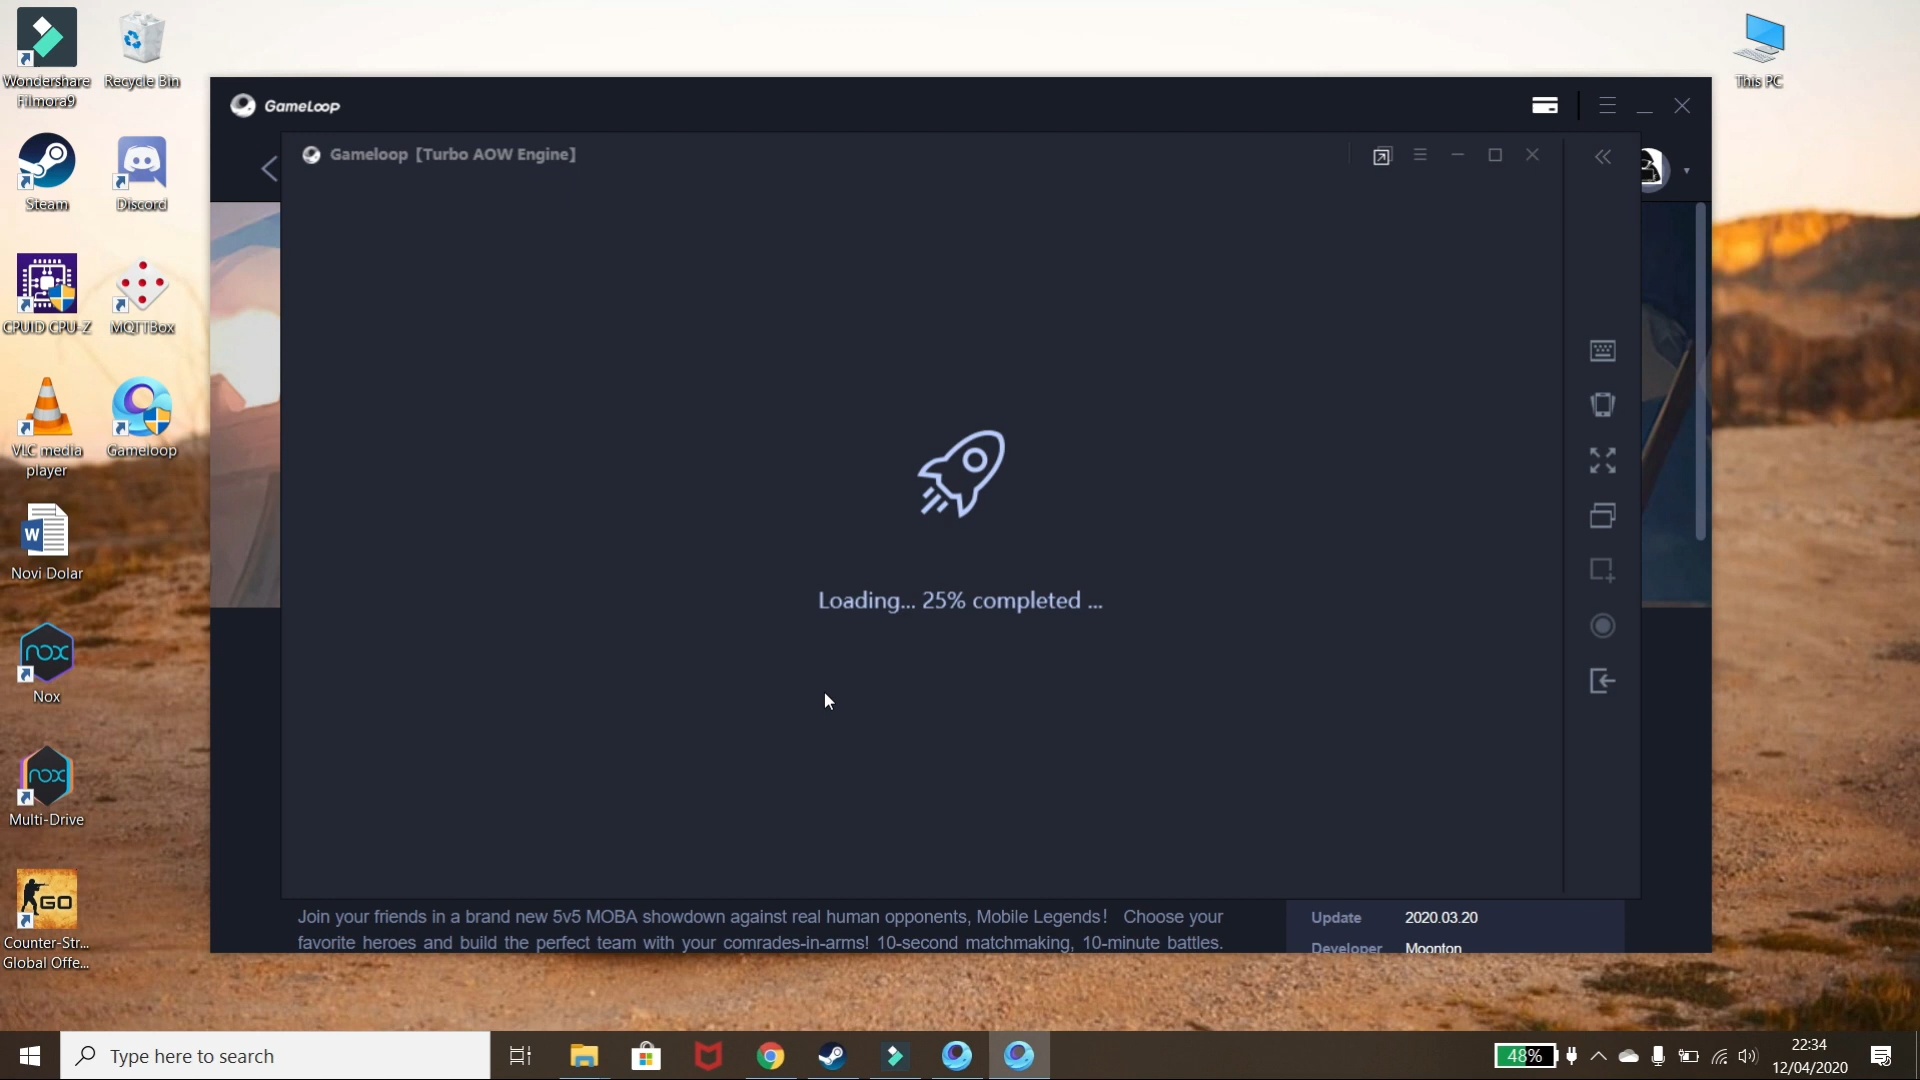 Wondershare
Filmora9
Recycle Bin
This PC
GameLoop
Gameloop【Turbo AOW Engine】
Steam
Discord
CPUID CPU-Z
MQTTBox
VLC media
player
Gameloop
W
Novi Dolar
nox
Nox
nox
Multi-Drive
GO
Counter-Str...
Global Offe...
Loading... 25% completed ...
Join your friends in a brand new 5v5 MOBA showdown against real human opponents, Mobile Legends！ Choose your
favorite heroes and build the perfect team with your comrades-in-arms! 10-second matchmaking, 10-minute battles.
Update 2020.03.20
Developer Moonton
Type here to search
48%
22:34
12/04/2020